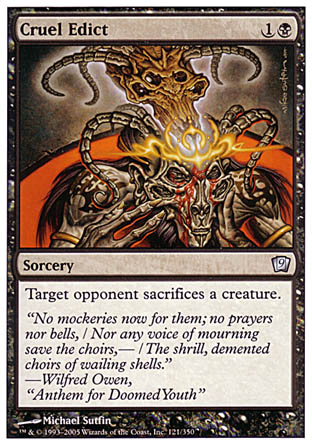 Cruel Edict 1
Sorcery 9
Target opponent sacrifices a creature.
“No mockeries now for them; no prayers
nor bells, / Nor any voice of mourning
save the choirs,— / The shrill, demented
choirs of wailing shells.”
—Wilfred Owen,
“Anthem for Doomed Youth”
Michael Sutfin
™ & © 1993–2005 Wizards of the Coast, Inc. 121/350